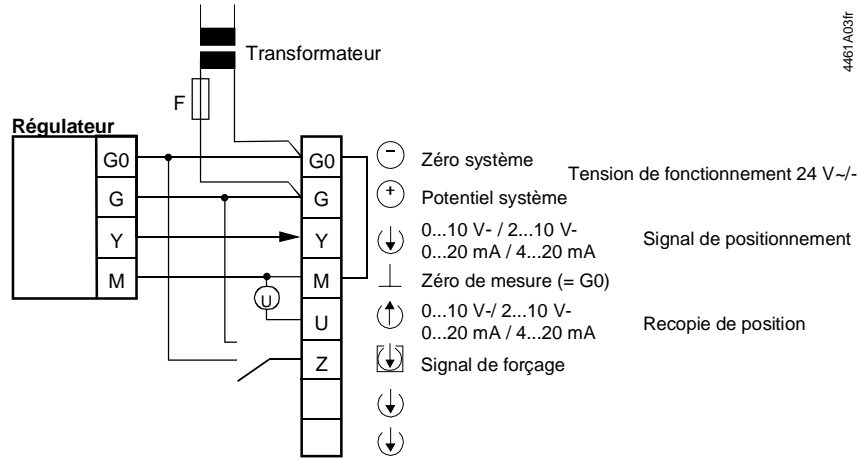 4461A03fr
Transformateur
F
Régulateur
G0
G
Y
M
U
G0
G
Y
M
U
Z
− Zéro système
+ Potentiel système
Tension de fonctionnement 24 V~/-
0...10 V- / 2...10 V-
0...20 mA / 4...20 mA
Signal de positionnement
Zéro de mesure (= G0)
0...10 V-/ 2...10 V-
0...20 mA / 4...20 mA
Recopie de position
Signal de forçage